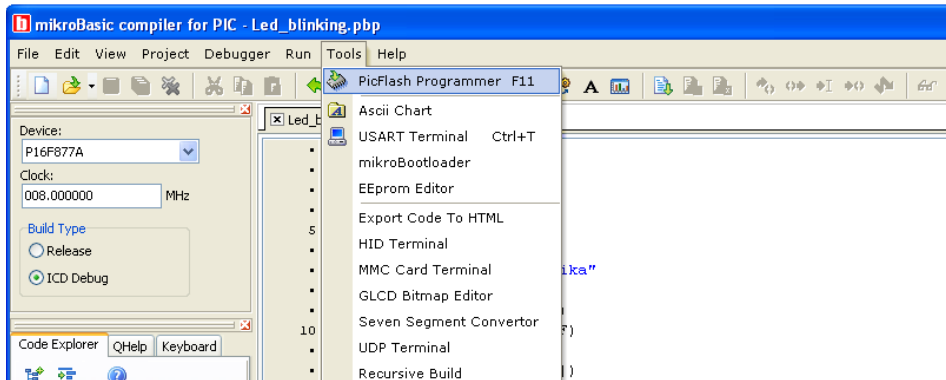 mikroBasic compiler for PIC - Led_blinking.pbp
File Edit View Project Debugger Run Tools Help
PicFlash Programmer F11
Ascii Chart
USART Terminal Ctrl+T
mikroBootloader
EEprom Editor
Export Code To HTML
HID Terminal
MMC Card Terminal
GLCD Bitmap Editor
Seven Segment Convertor
UDP Terminal
Recursive Build
Device:
P16F877A
Clock:
008.000000 MHz
Build Type
Release
ICD Debug
Code Explorer QHelp Keyboard
Led_b
5
ika"
10